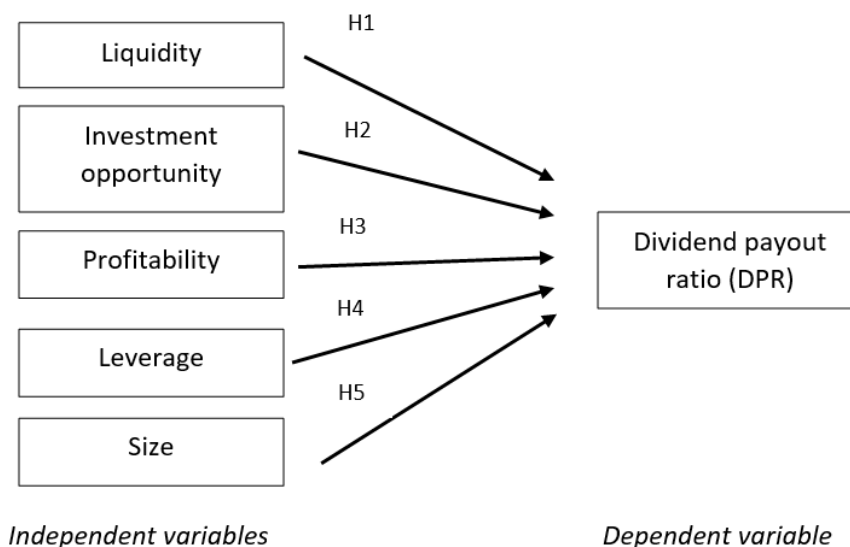 H1
Liquidity
H2
Investment
opportunity
H3
Profitability
Dividend payout
ratio (DPR)
H4
Leverage
H5
Size
Independent variables
Dependent variable